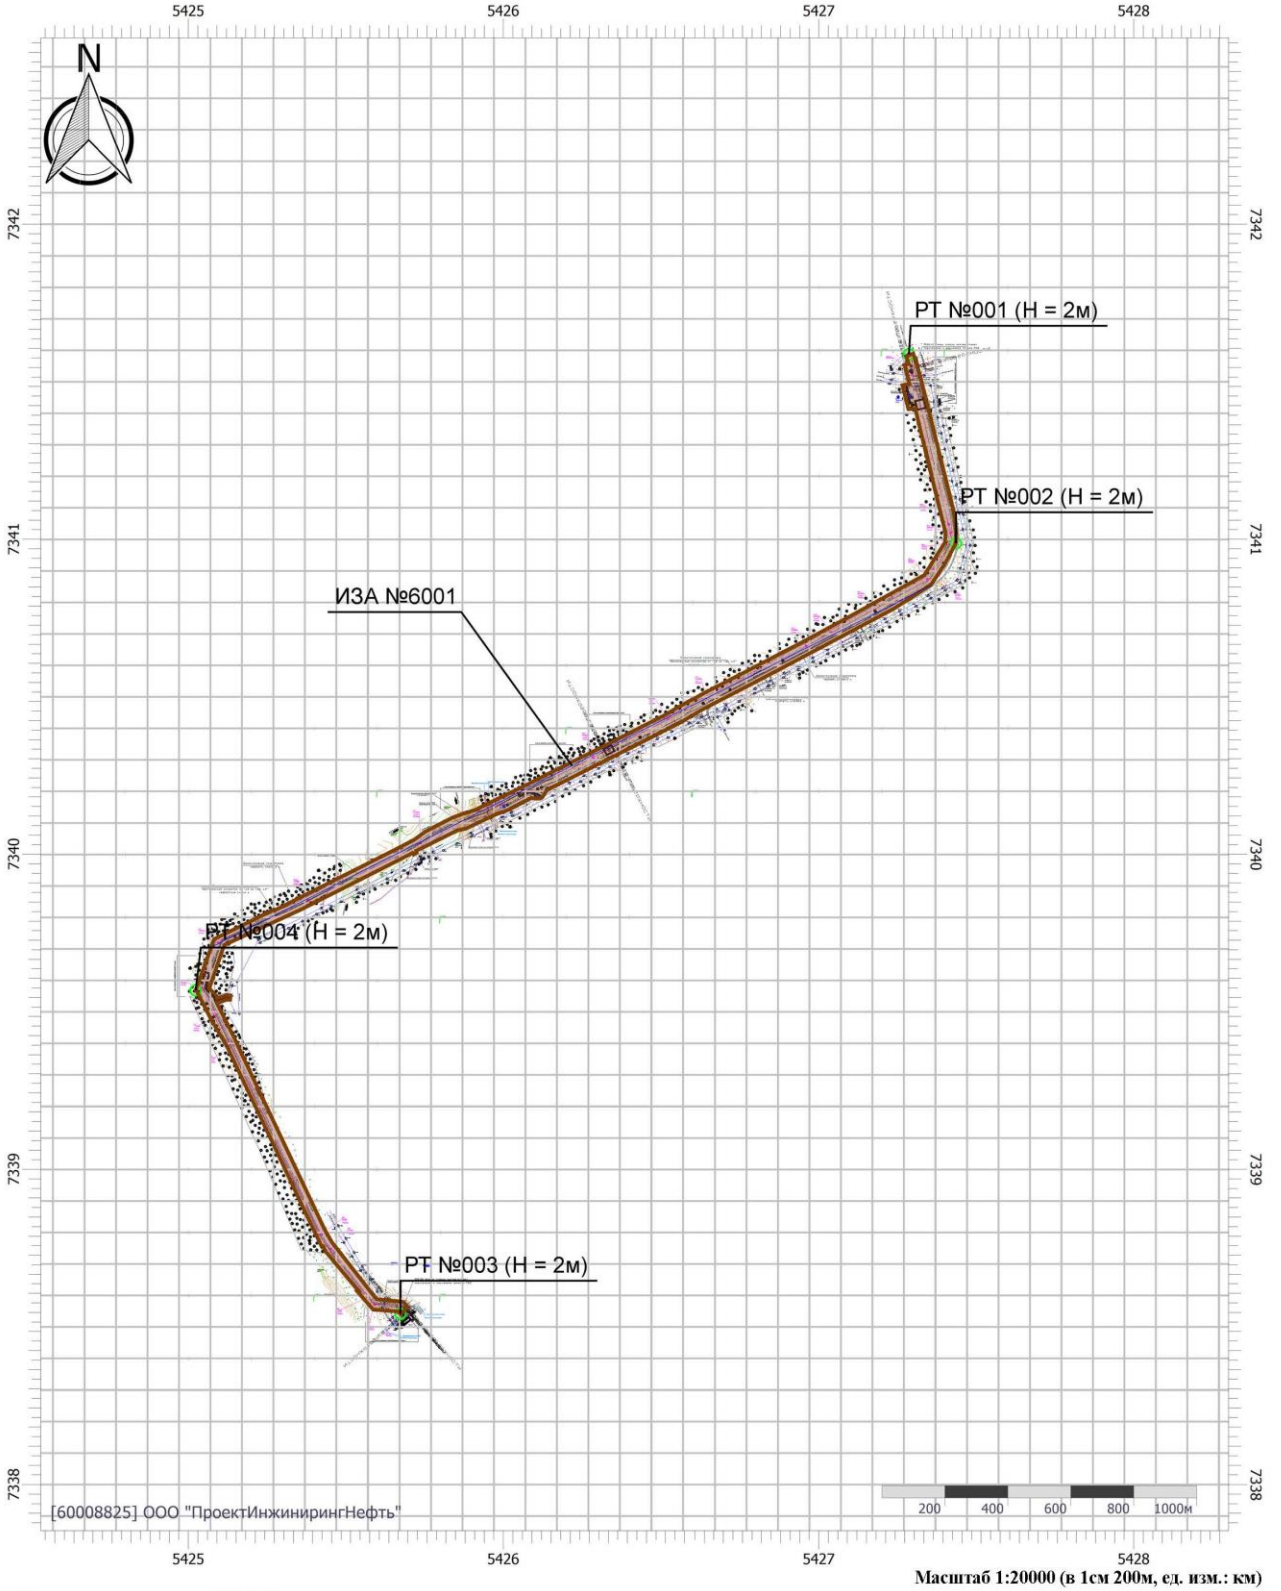 5425 5426 5427 5428
N
7342 7342
РТ №001 (H = 2м)
РТ №002 (H = 2м)
7341 7341
ИЗА №6001
7340 7340
РТ №004 (H = 2м)
7339 7339
РТ №003 (H = 2м)
7338 7338
[60008825] ООО "ПроектИнжинирингНефть"
200 400 600 800 1000м
5425 5426 5427 5428
Масштаб 1:20000 (в 1см 200м, ед. изм.: км)